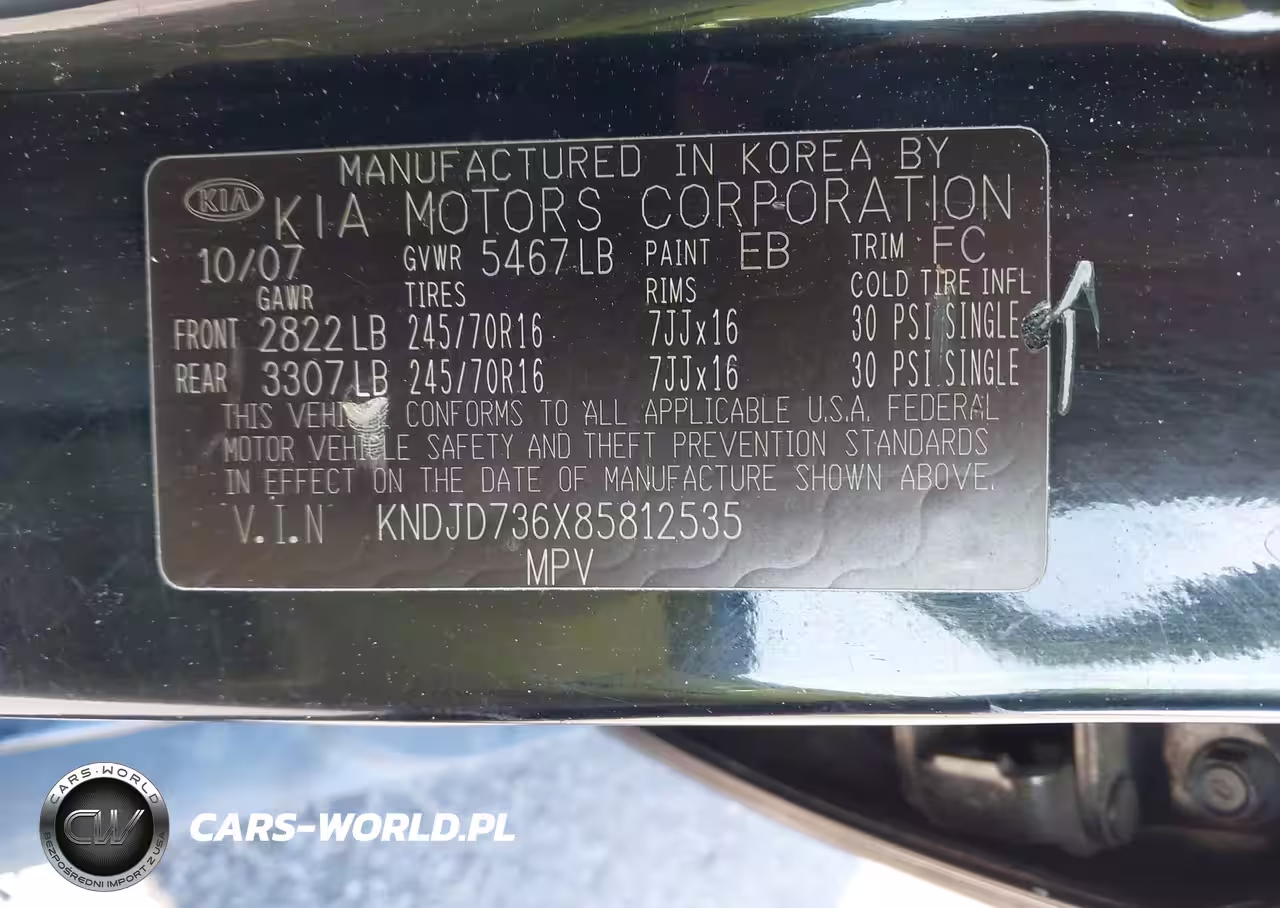 MANUFACTURED IN KOREA BY
KIA KIA MOTORS CORPORATION
10/07 GVWR 5467LB PAINT EB TRIM FC
GAWR TIRES RIMS COLD TIRE INFL
FRONT 2822LB 245/70R16 7JJx16 30 PSI SINGLE
REAR 3307LB 245/70R16 7JJx16 30 PSI SINGLE
THIS VEHICLE CONFORMS TO ALL APPLICABLE U.S.A. FEDERAL
MOTOR VEHICLE SAFETY AND THEFT PREVENTION STANDARDS
IN EFFECT ON THE DATE OF MANUFACTURE SHOWN ABOVE.
V.I.N KNDJD736X85812535
MPV
CARS-WORLD
CW
BEZPOŚREDNI IMPORT Z USA
CARS-WORLD.PL